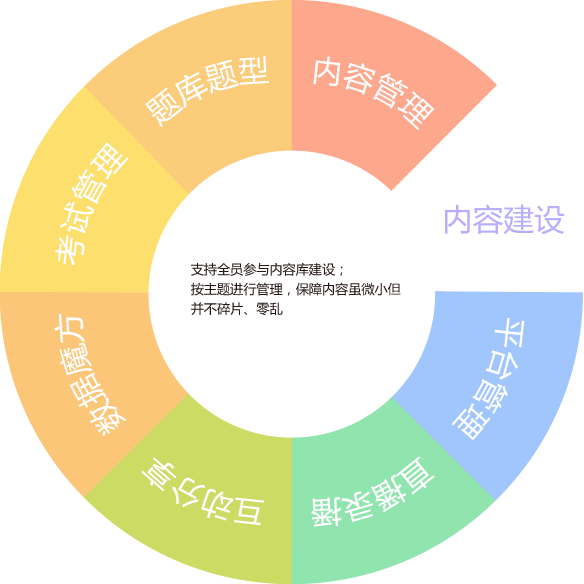 内容管理
内容建设
平台管理
直播录播
互动分享
数据魔方
考试管理
题库题型
支持全员参与内容库建设；
按主题进行管理，保障内容虽微小但
并不碎片、零乱